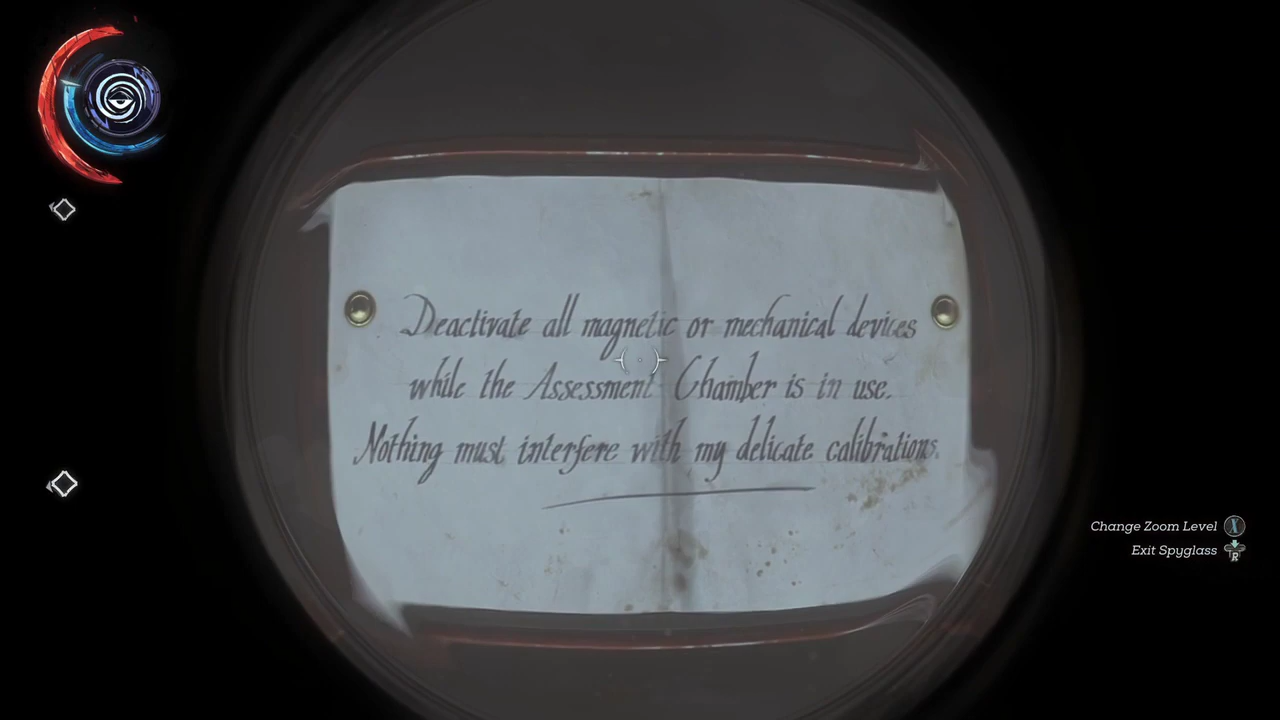 Deactivate all magnetic or mechanical devices
while the Assessment Chamber is in use.
Nothing must interfere with my delicate calibrations.
Change Zoom Level X
Exit Spyglass R